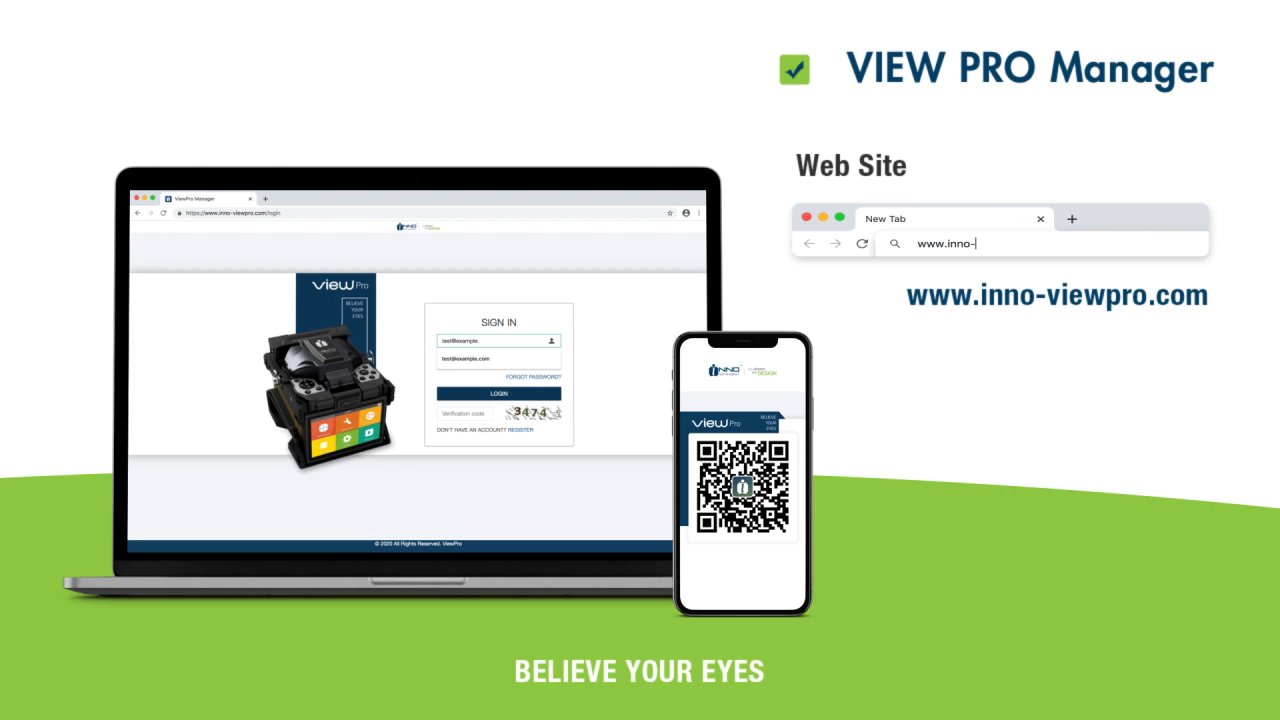 VIEW PRO Manager
Web Site
New Tab
www.inno-
www.inno-viewpro.com
ViewPro Manager
https://www.inno-viewpro.com/login
INNO
view Pro
BELIEVE
YOUR
EYES
SIGN IN
test@example.
test@example.com
FORGOT PASSWORD?
LOGIN
Verification code
3474
DON'T HAVE AN ACCOUNT? REGISTER
© 2020 All Rights Reserved. ViewPro
INNO
DESIGN
view Pro
BELIEVE
YOUR
EYES
BELIEVE YOUR EYES